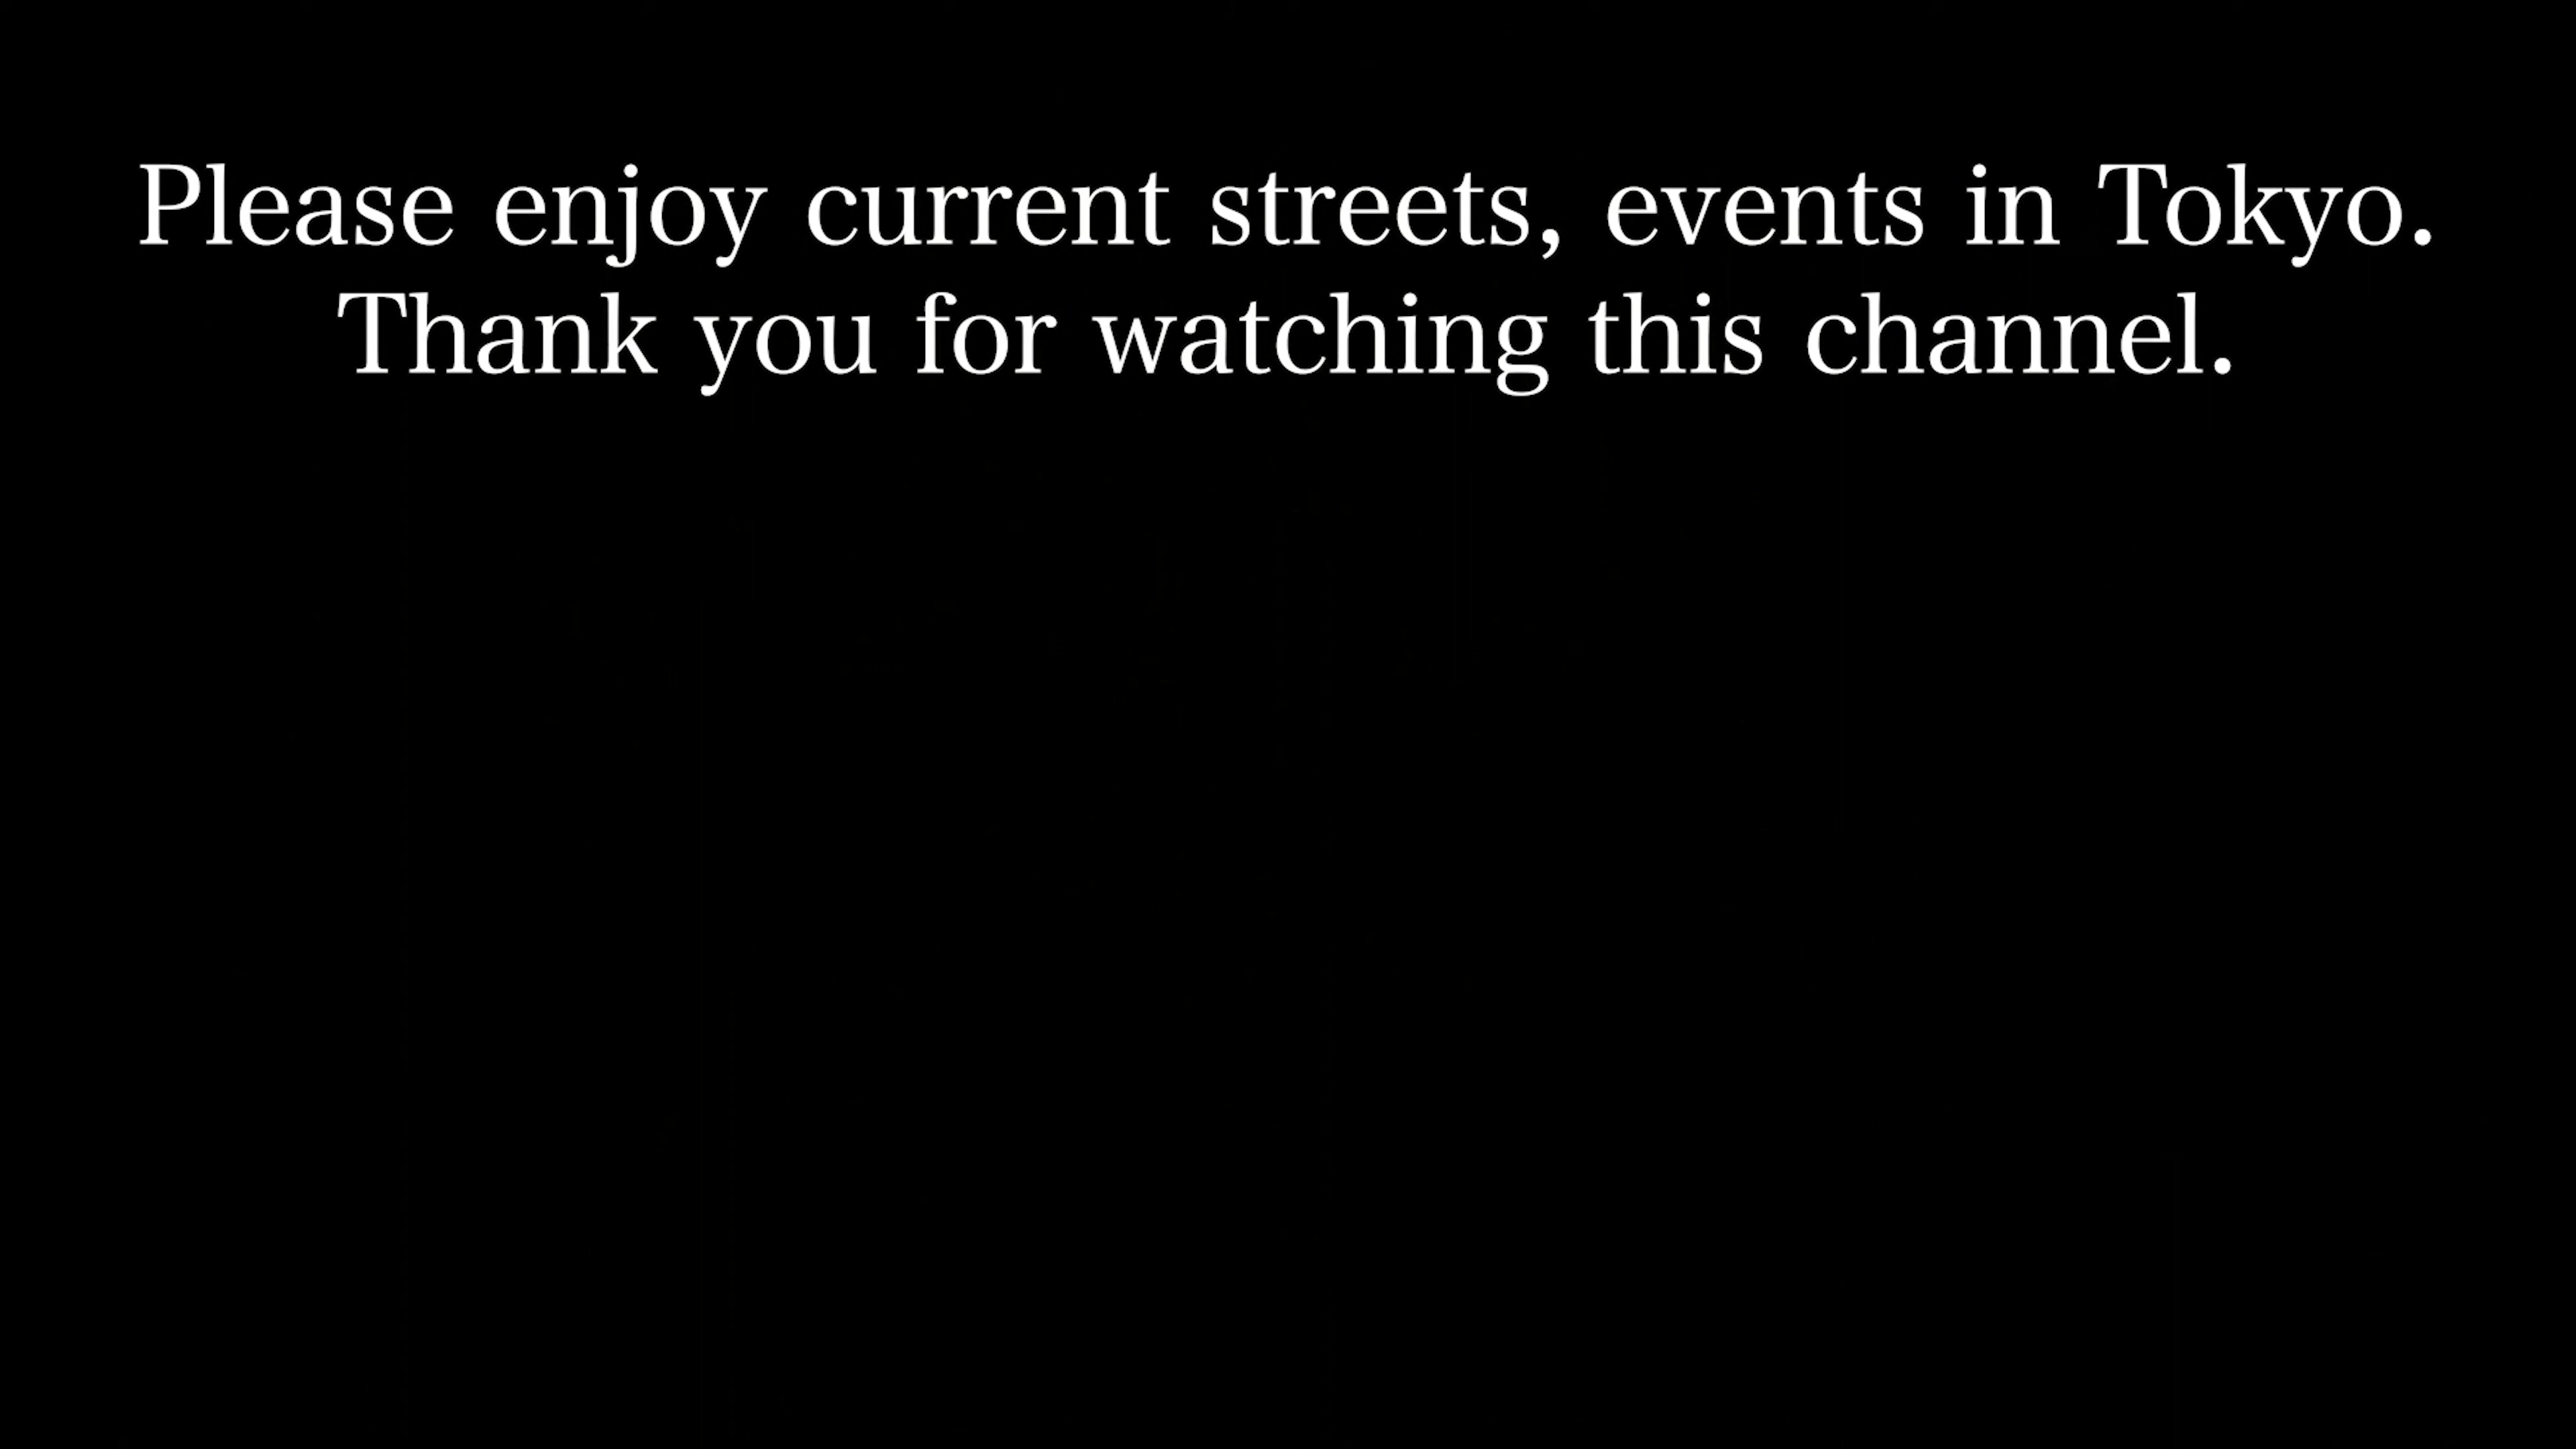 Please enjoy current streets, events in Tokyo.
Thank you for watching this channel.